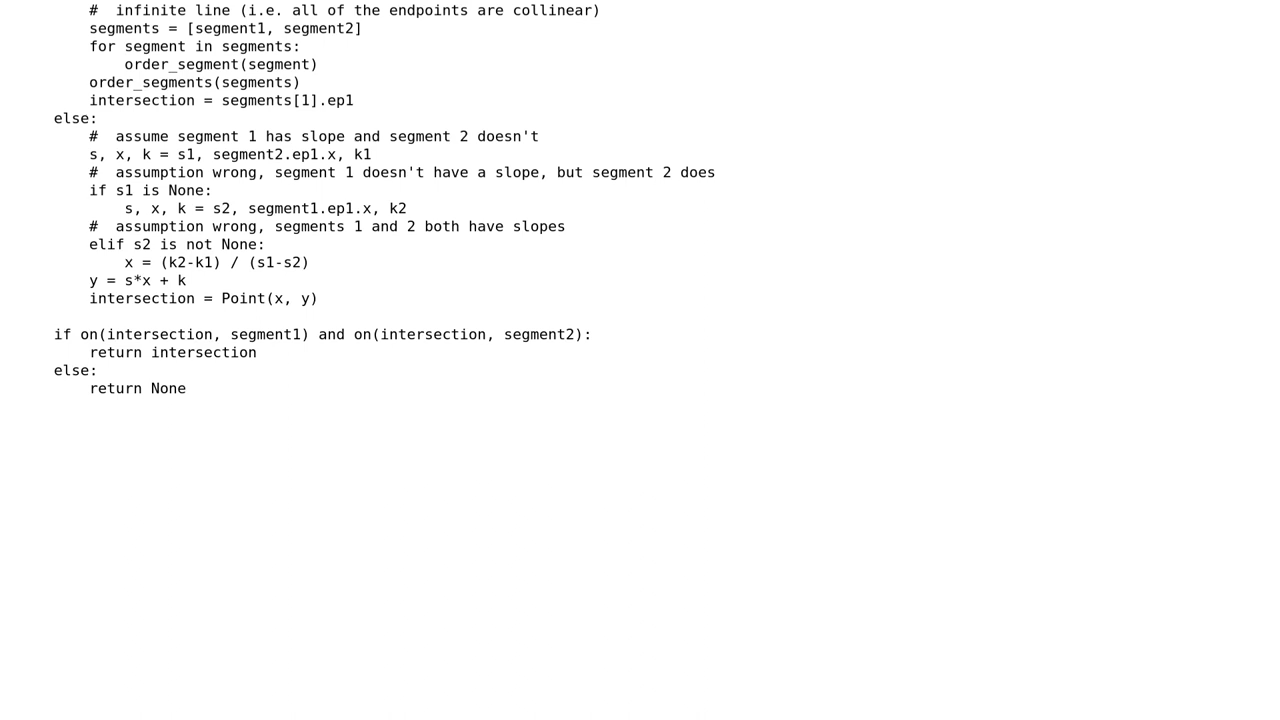 #  infinite line (i.e. all of the endpoints are collinear)
segments = [segment1, segment2]
for segment in segments:
order_segment(segment)
order_segments(segments)
intersection = segments[1].ep1
else:
#  assume segment 1 has slope and segment 2 doesn't
s, x, k = s1, segment2.ep1.x, k1
#  assumption wrong, segment 1 doesn't have a slope, but segment 2 does
if s1 is None:
s, x, k = s2, segment1.ep1.x, k2
#  assumption wrong, segments 1 and 2 both have slopes
elif s2 is not None:
x = (k2-k1) / (s1-s2)
y = s*x + k
intersection = Point(x, y)
if on(intersection, segment1) and on(intersection, segment2):
return intersection
else:
return None